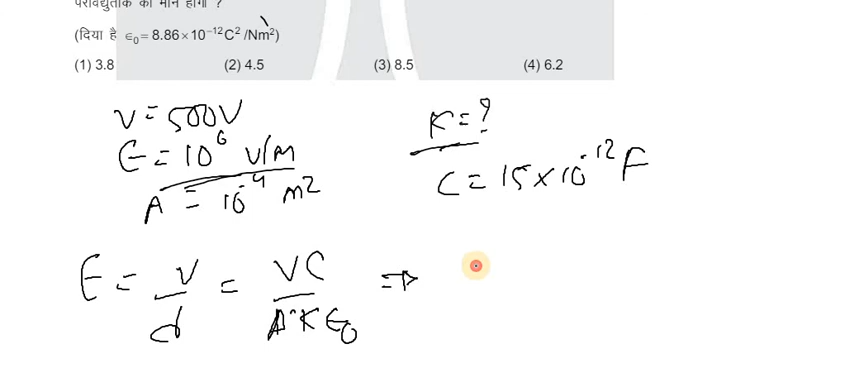 परावैद्युतांक का मान होगा ?
(दिया है ϵ₀= 8.86×10⁻¹²C² /Nm²)
(1) 3.8 (2) 4.5 (3) 8.5 (4) 6.2
V = 500V K = ?
E = 10⁶ V/M
C = 15×10⁻¹² F
A = 10⁻⁴ m²
E = V/d = VC/AKϵ₀ ⇒